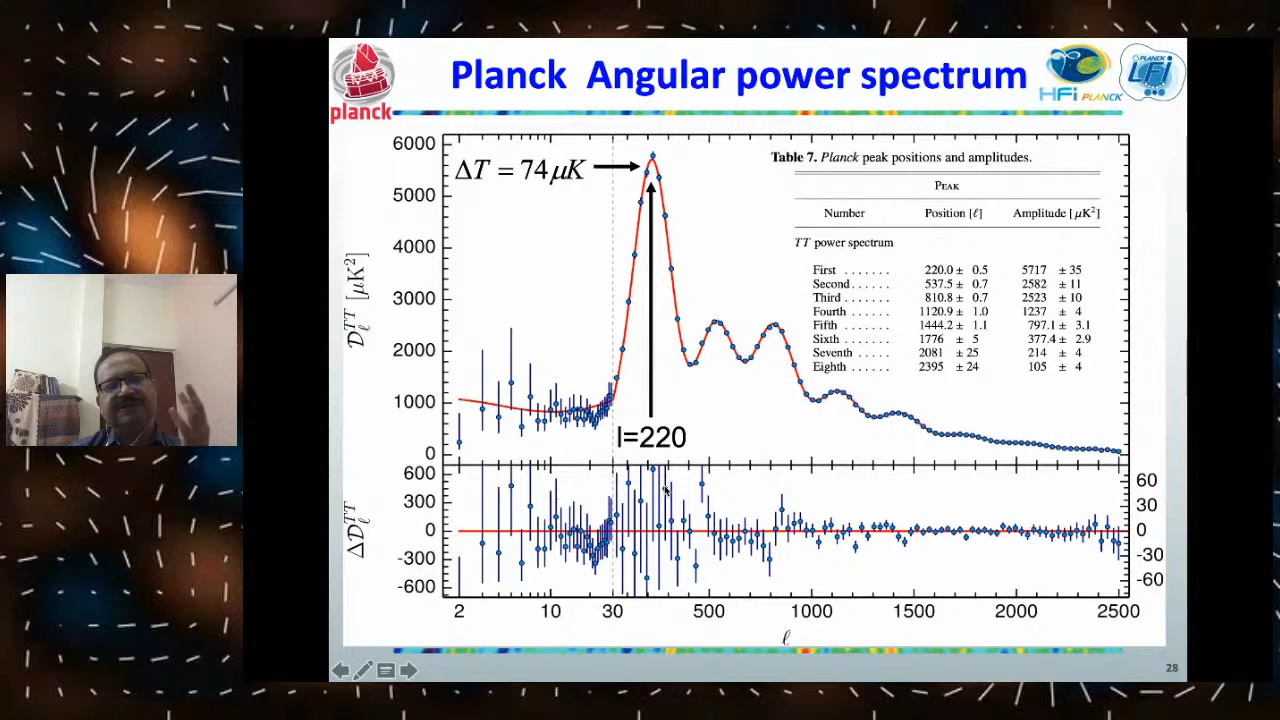 planck
Planck Angular power spectrum
HFi PLANCK
PLANCK
LFi
ΔT = 74μK
l=220
Table 7. Planck peak positions and amplitudes.
PEAK
Number Position [ℓ] Amplitude [μK²]
TT power spectrum
First ....... 220.0 ± 0.5 5717 ± 35
Second ...... 537.5 ± 0.7 2582 ± 11
Third ....... 810.8 ± 0.7 2523 ± 10
Fourth ...... 1120.9 ± 1.0 1237 ± 4
Fifth ....... 1444.2 ± 1.1 797.1 ± 3.1
Sixth ....... 1776 ± 5 377.4 ± 2.9
Seventh ..... 2081 ± 25 214 ± 4
Eighth ...... 2395 ± 24 105 ± 4
D_ℓ^TT [μK²]
6000
5000
4000
3000
2000
1000
0
ΔD_ℓ^TT
600
300
0
-300
-600
60
30
0
-30
-60
2 10 30 500 1000 1500 2000 2500
ℓ
28